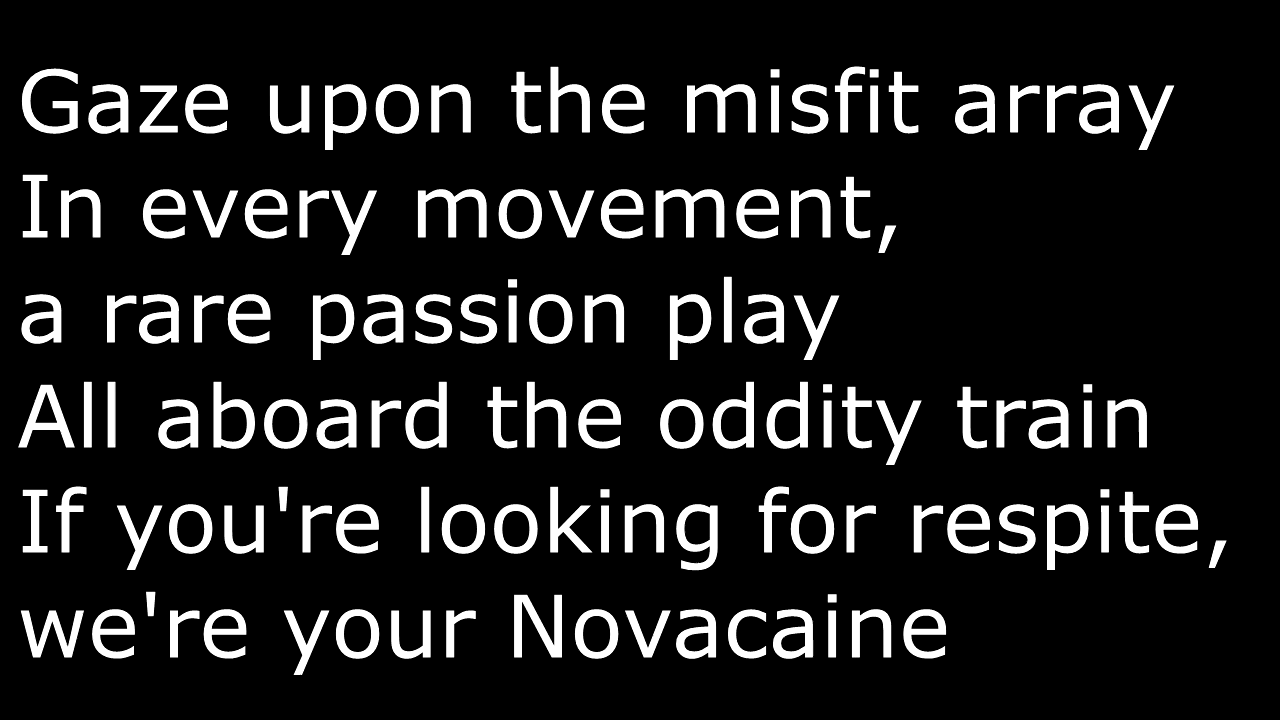 Gaze upon the misfit array
In every movement,
a rare passion play
All aboard the oddity train
If you're looking for respite,
we're your Novacaine